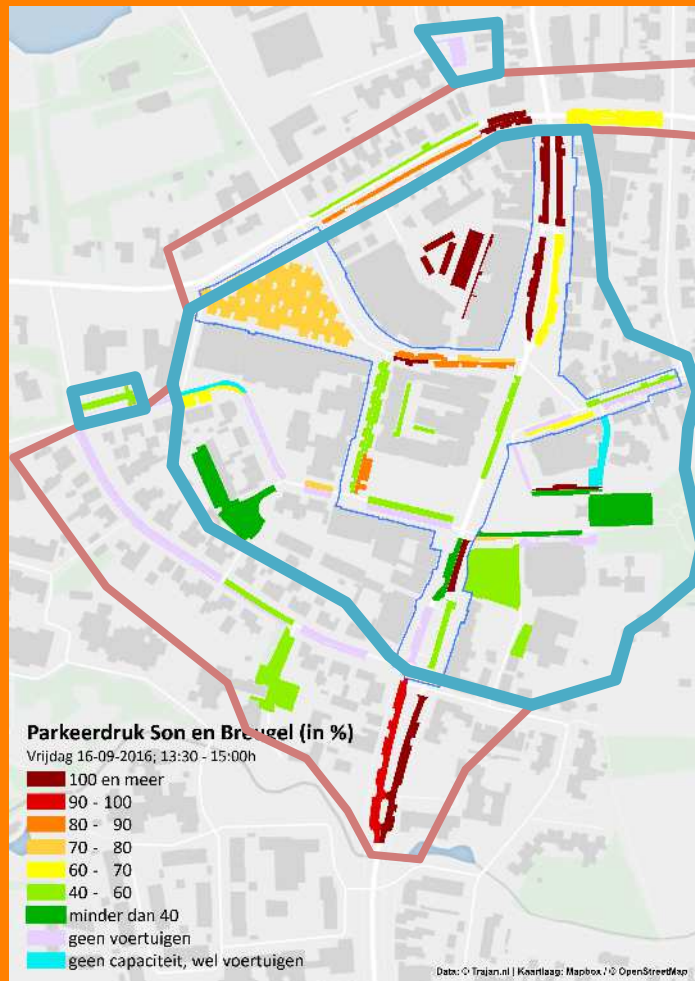 Parkeerdruk Son en Breugel (in %)
Vrijdag 16-09-2016; 13:30 - 15:00h
100 en meer
90 - 100
80 - 90
70 - 80
60 - 70
40 - 60
minder dan 40
geen voertuigen
geen capaciteit, wel voertuigen
Data: © Trajan.nl | Kaartlaag: Mapbox / © OpenStreetMap